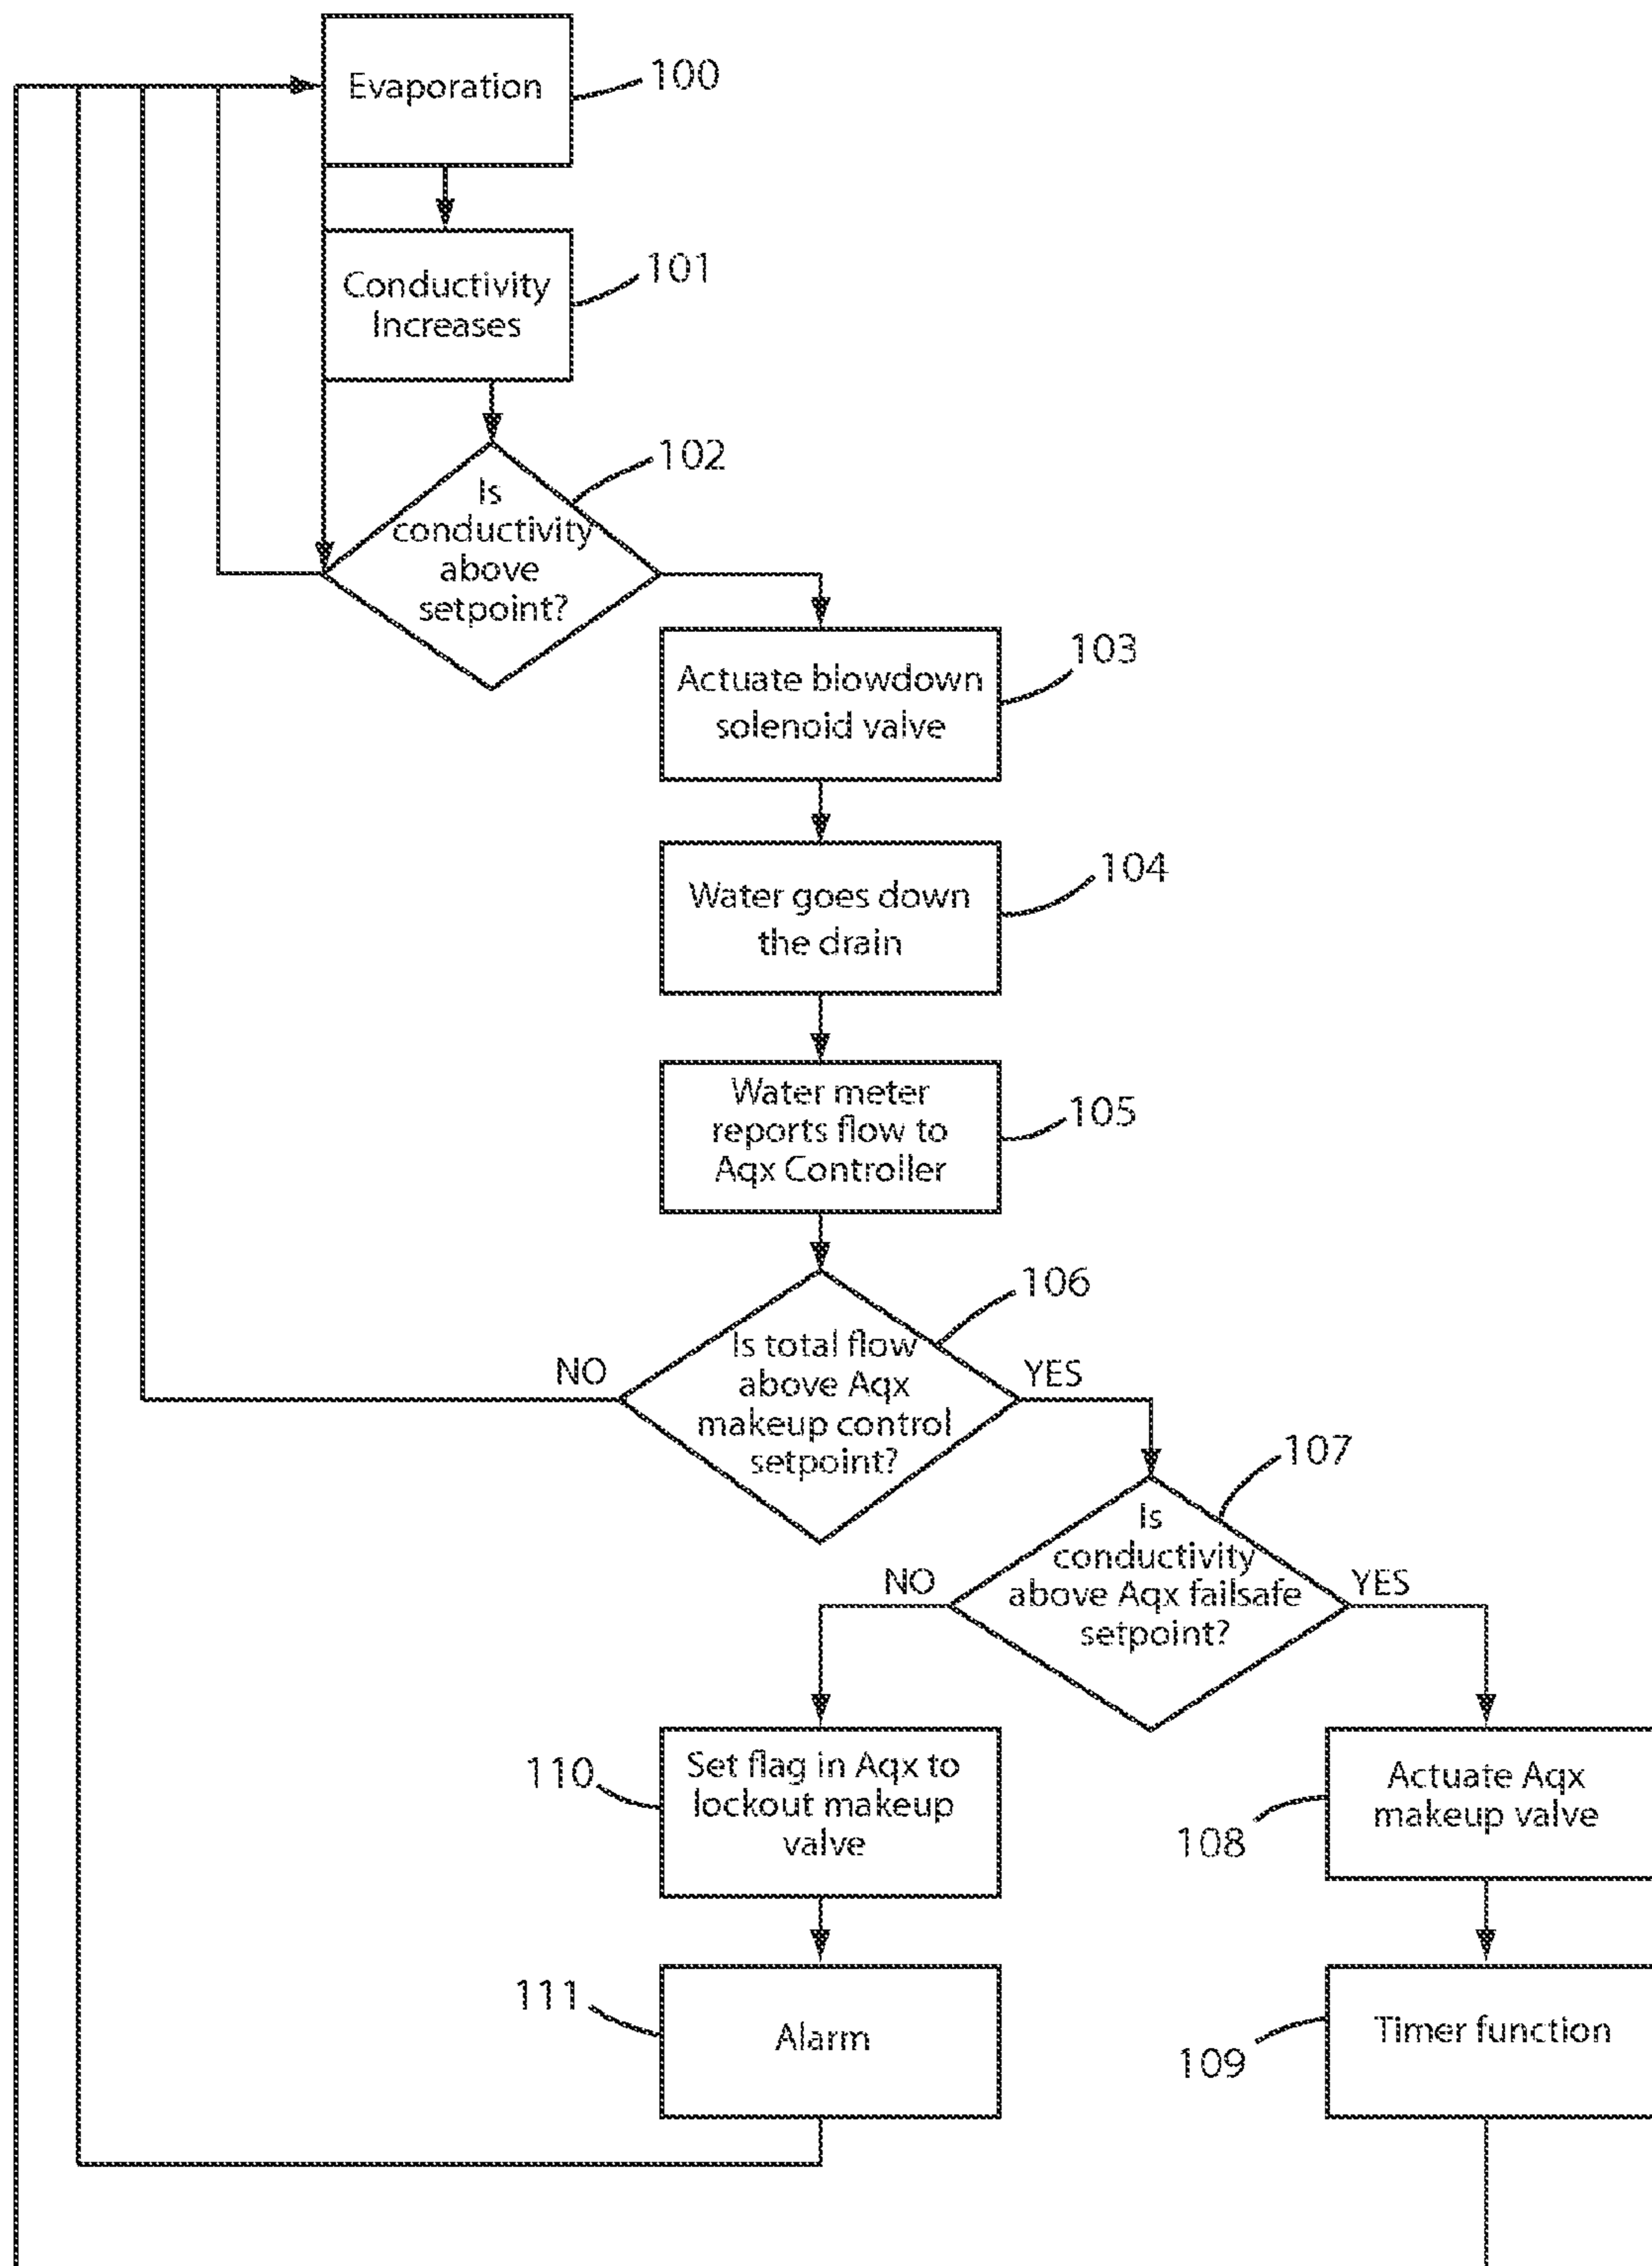 Evaporation
100
Conductivity
Increases
101
102
Is
conductivity
above
setpoint?
103
Actuate blowdown
solenoid valve
104
Water goes down
the drain
105
Water meter
reports flow to
Aqx Controller
106
Is total flow
above Aqx
makeup control
setpoint?
NO
YES
107
Is
conductivity
above Aqx failsafe
setpoint?
NO
YES
110
Set flag in Aqx to
lockout makeup
valve
Actuate Aqx
makeup valve
108
111
Alarm
Timer function
109